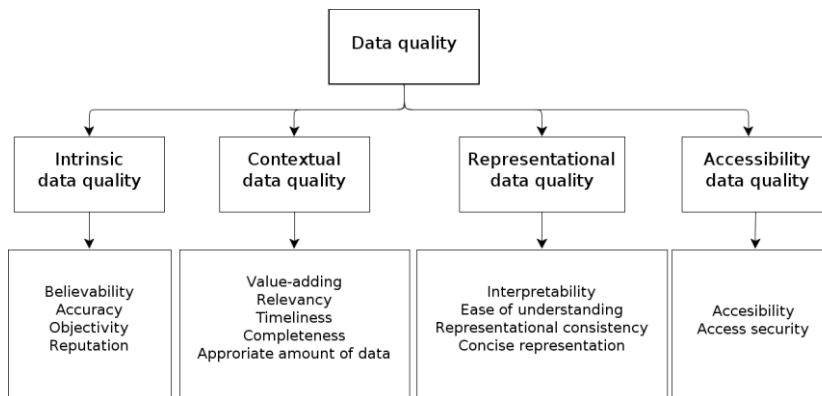 Data quality
Intrinsic
data quality
Contextual
data quality
Representational
data quality
Accessibility
data quality
Believability
Accuracy
Objectivity
Reputation
Value-adding
Relevancy
Timeliness
Completeness
Approriate amount of data
Interpretability
Ease of understanding
Representational consistency
Concise representation
Accesibility
Access security